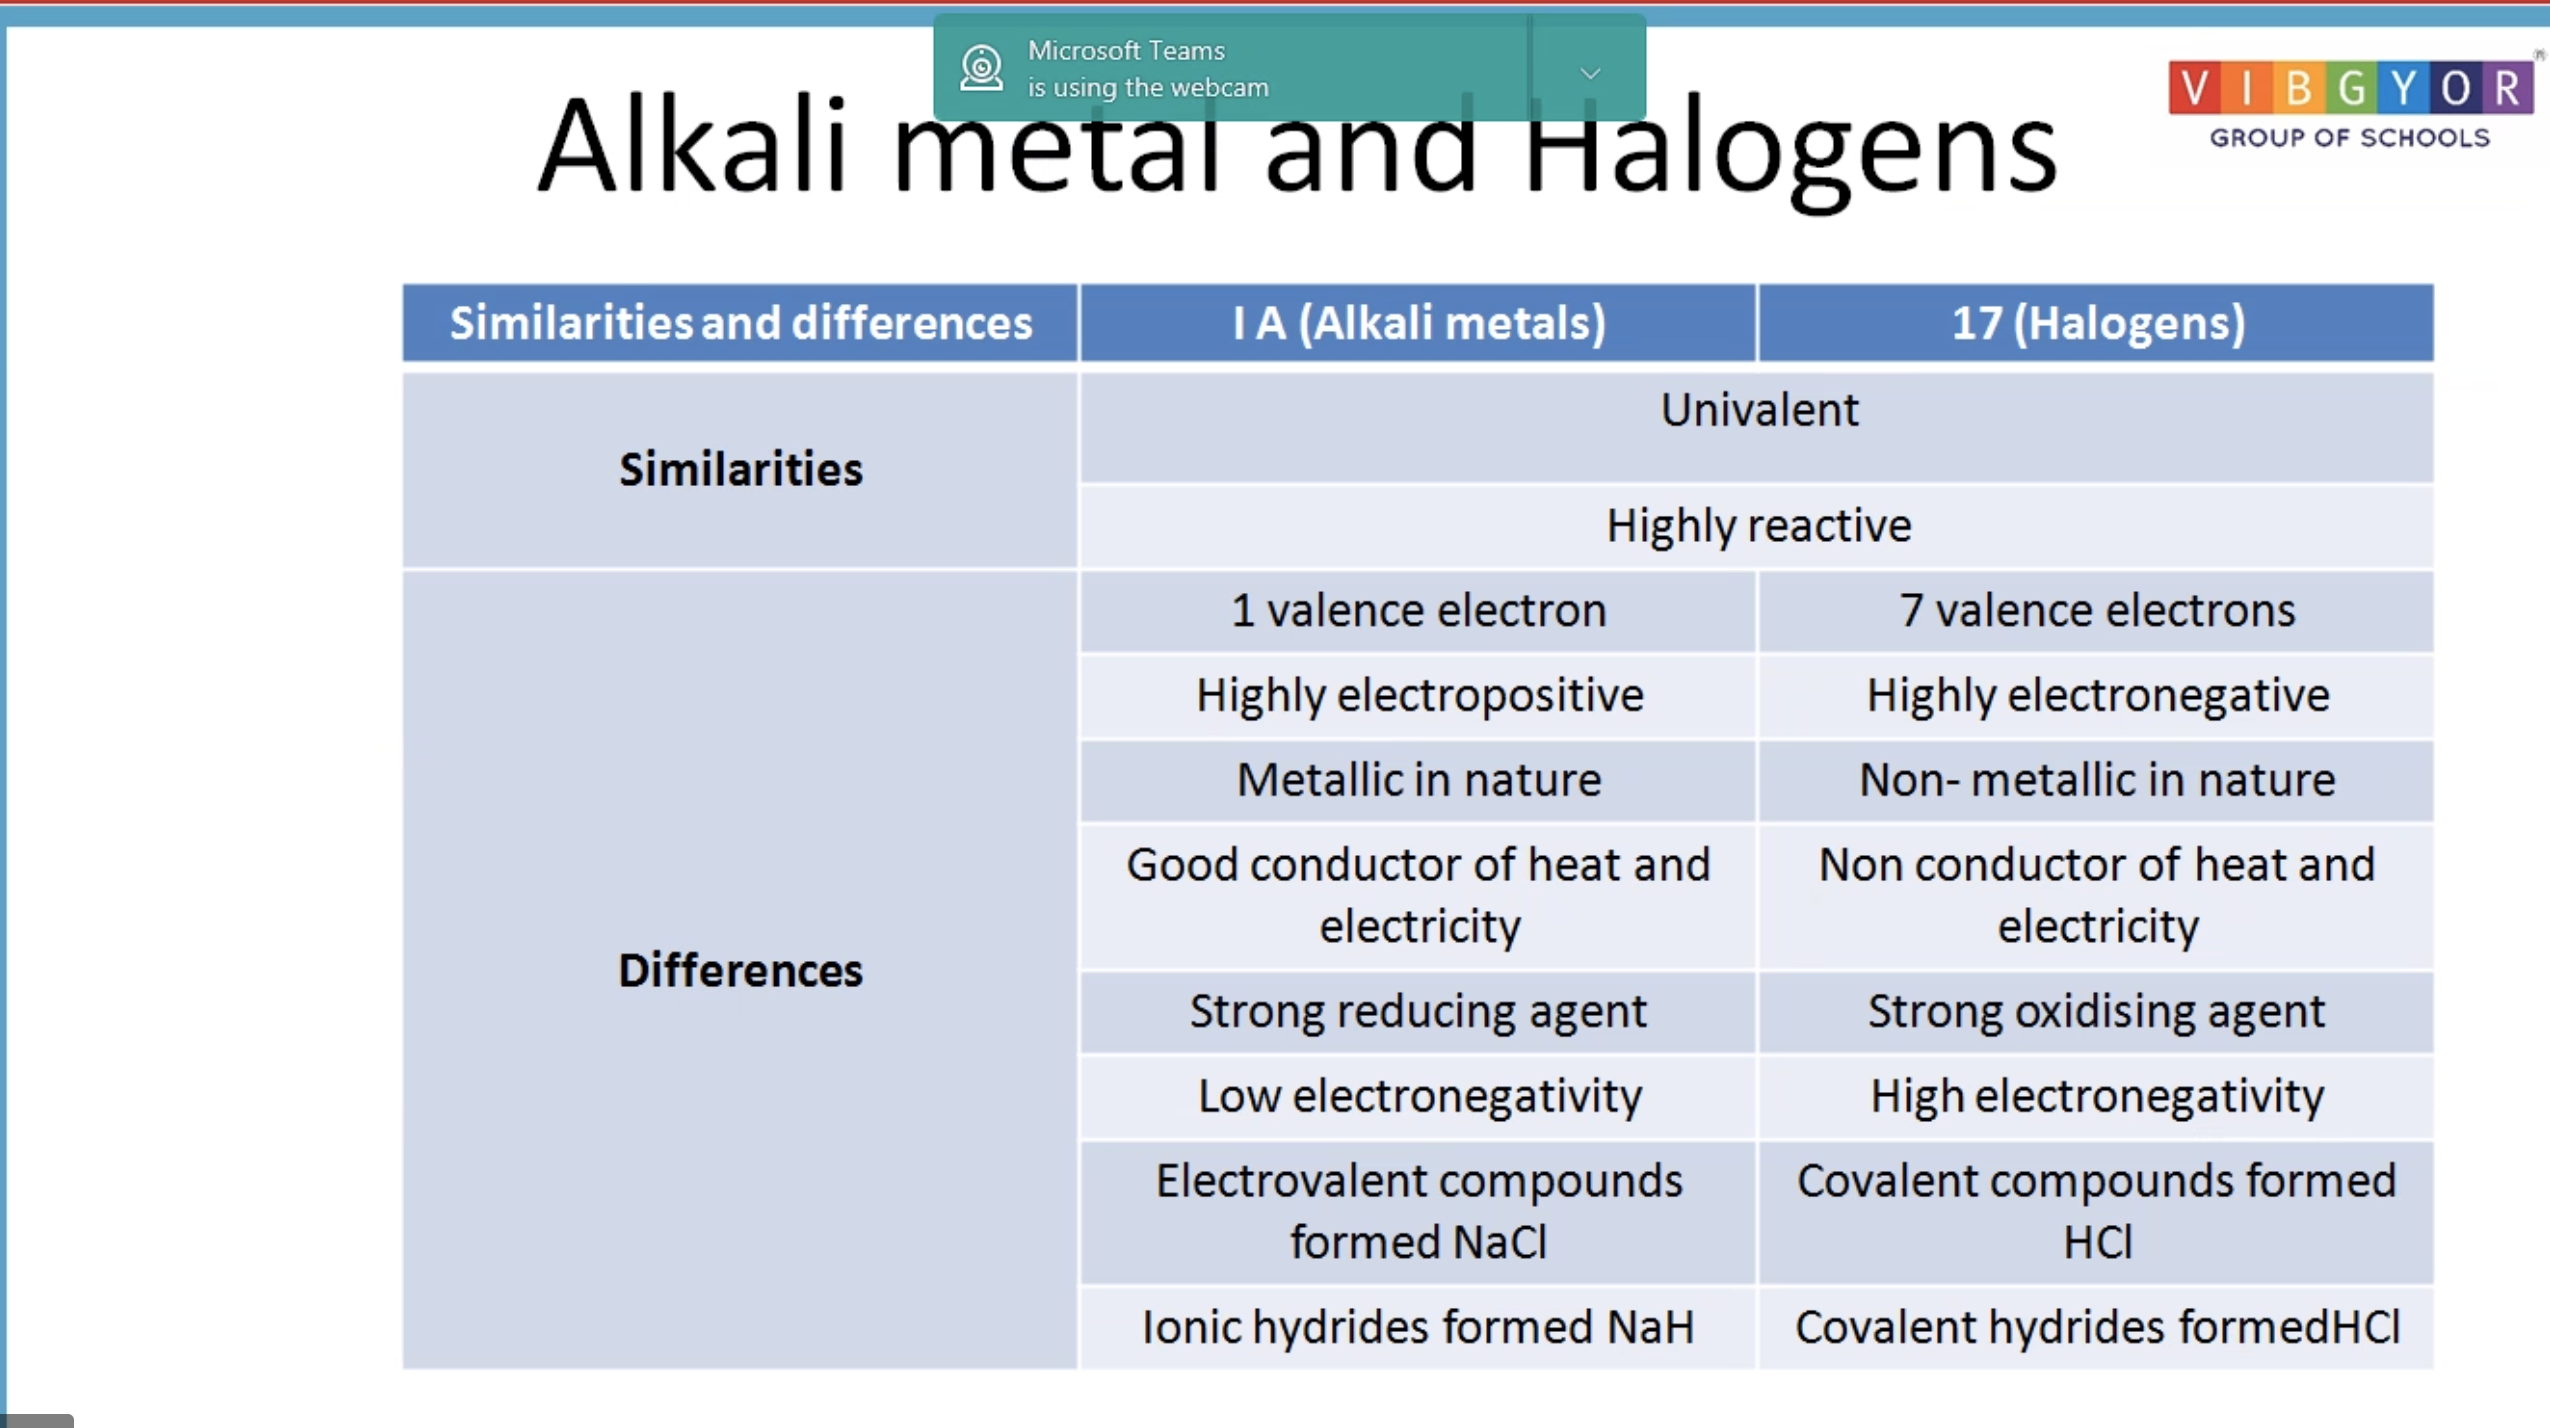 Microsoft Teams
is using the webcam
Alkali metal and Halogens
VIBGYOR®
GROUP OF SCHOOLS
Similarities and differences
I A (Alkali metals)
17 (Halogens)
Similarities
Univalent
Highly reactive
Differences
1 valence electron
7 valence electrons
Highly electropositive
Highly electronegative
Metallic in nature
Non- metallic in nature
Good conductor of heat and
electricity
Non conductor of heat and
electricity
Strong reducing agent
Strong oxidising agent
Low electronegativity
High electronegativity
Electrovalent compounds
formed NaCl
Covalent compounds formed
HCl
Ionic hydrides formed NaH
Covalent hydrides formedHCl